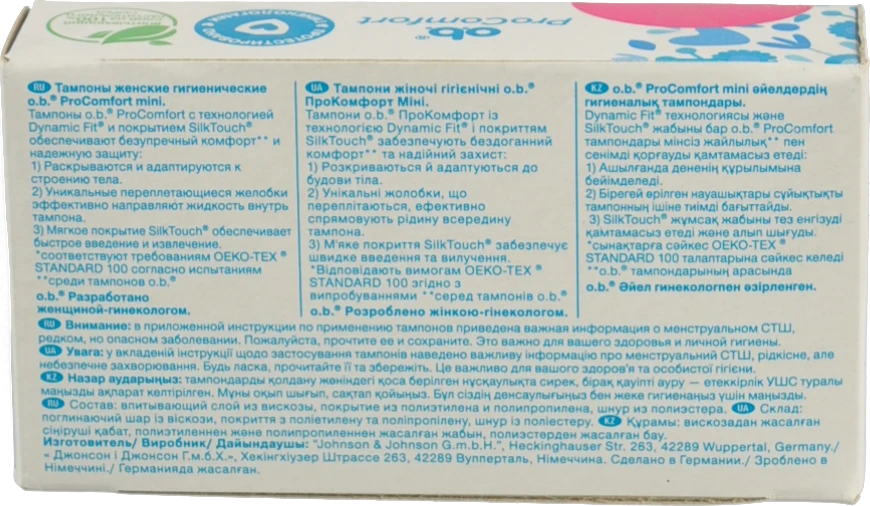 o.b.®
ProComfort
RU Тампоны женские гигиенические
o.b.® ProComfort mini.
Тампоны o.b.® ProComfort с технологией
Dynamic Fit® и покрытием SilkTouch®
обеспечивают безупречный комфорт** и
надежную защиту:
1) Раскрываются и адаптируются к
строению тела.
2) Уникальные переплетающиеся желобки
эффективно направляют жидкость внутрь
тампона.
3) Мягкое покрытие SilkTouch® обеспечивает
быстрое введение и извлечение.
*соответствуют требованиям OEKO-TEX ®
STANDARD 100 согласно испытаниям
**среди тампонов o.b.®
o.b.® Разработано
женщиной-гинекологом.
UA Тампони жіночі гігієнічні o.b.®
ПроКомфорт Міні.
Тампони o.b.® ПроКомфорт із
технологією Dynamic Fit® і покриттям
SilkTouch® забезпечують бездоганний
комфорт** та надійний захист:
1) Розкриваються й адаптуються до
будови тіла.
2) Унікальні жолобки, що
переплітаються, ефективно
спрямовують рідину всередину
тампона.
3) М'яке покриття SilkTouch® забезпечує
швидке введення та вилучення.
*Відповідають вимогам OEKO-TEX ®
STANDARD 100 згідно з
випробуваннями **серед тампонів o.b.®
o.b.® Розроблено жінкою-гінекологом.
KZ o.b.® ProComfort mini әйелдердің
гигиеналық тампондары.
Dynamic Fit® технологиясы және
SilkTouch® жабыны бар o.b.® ProComfort
тампондары мінсіз жайлылық** пен
сенімді қорғауды қамтамасыз етеді:
1) Ашылғанда дененің құрылымына
бейімделеді.
2) Бірегей өрілген науашықтары сұйықтықты
тампонның ішіне тиімді бағыттайды.
3) SilkTouch® жұмсақ жабыны тез енгізуді
қамтамасыз етеді және алып шығуды.
*сынақтарға сәйкес OEKO-TEX ®
STANDARD 100 талаптарына сәйкес келеді
**o.b.® тампондарының арасында
o.b.® Әйел гинекологпен әзірленген.
RU Внимание: в приложенной инструкции по применению тампонов приведена важная информация о менструальном СТШ,
редком, но опасном заболевании. Пожалуйста, прочтите ее и сохраните. Это важно для вашего здоровья и личной гигиены.
UA Увага: у вкладеній інструкції щодо застосування тампонів наведено важливу інформацію про менструальний СТШ, рідкісне, але
небезпечне захворювання. Будь ласка, прочитайте її та збережіть. Це важливо для вашого здоров'я та особистої гігієни.
KZ Назар аударыңыз: тампондарды қолдану жөніндегі қоса берілген нұсқаулықта сирек, бірақ қауіпті ауру — етеккірлік УШС туралы
маңызды ақпарат келтірілген. Мұны оқып шығып, сақтап қойыңыз. Бұл сіздің денсаулығыңыз бен жеке гигиенаңыз үшін маңызды.
RU Состав: впитывающий слой из вискозы, покрытие из полиэтилена и полипропилена, шнур из полиэстера. UA Склад:
поглинаючий шар із віскози, покриття з поліетилену та поліпропілену, шнур із поліестеру. KZ Құрамы: вискозадан жасалған
сіңіруші қабат, полиэтиленнен және полипропиленнен жасалған жабын, полиэстерден жасалған бау.
Изготовитель/ Виробник/ Дайындаушы: "Johnson & Johnson G.m.b.H.", Heckinghauser Str. 263, 42289 Wuppertal, Germany./
« Джонсон і Джонсон Г.м.б.Х.», Хекінгхіузер Штрассе 263, 42289 Вупперталь, Німеччина. Сделано в Германии./ Зроблено в
Німеччині./ Германияда жасалған.